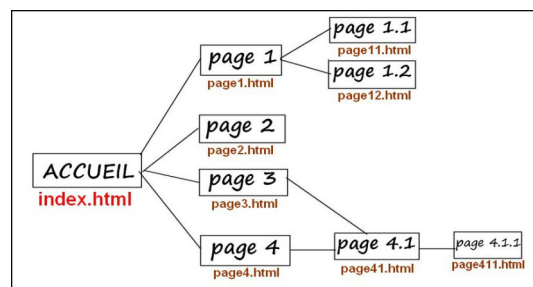 page 1
page1.html
page 1.1
page11.html
page 1.2
page12.html
page 2
page2.html
ACCUEIL
index.html
page 3
page3.html
page 4
page4.html
page 4.1
page41.html
page 4.1.1
page411.html